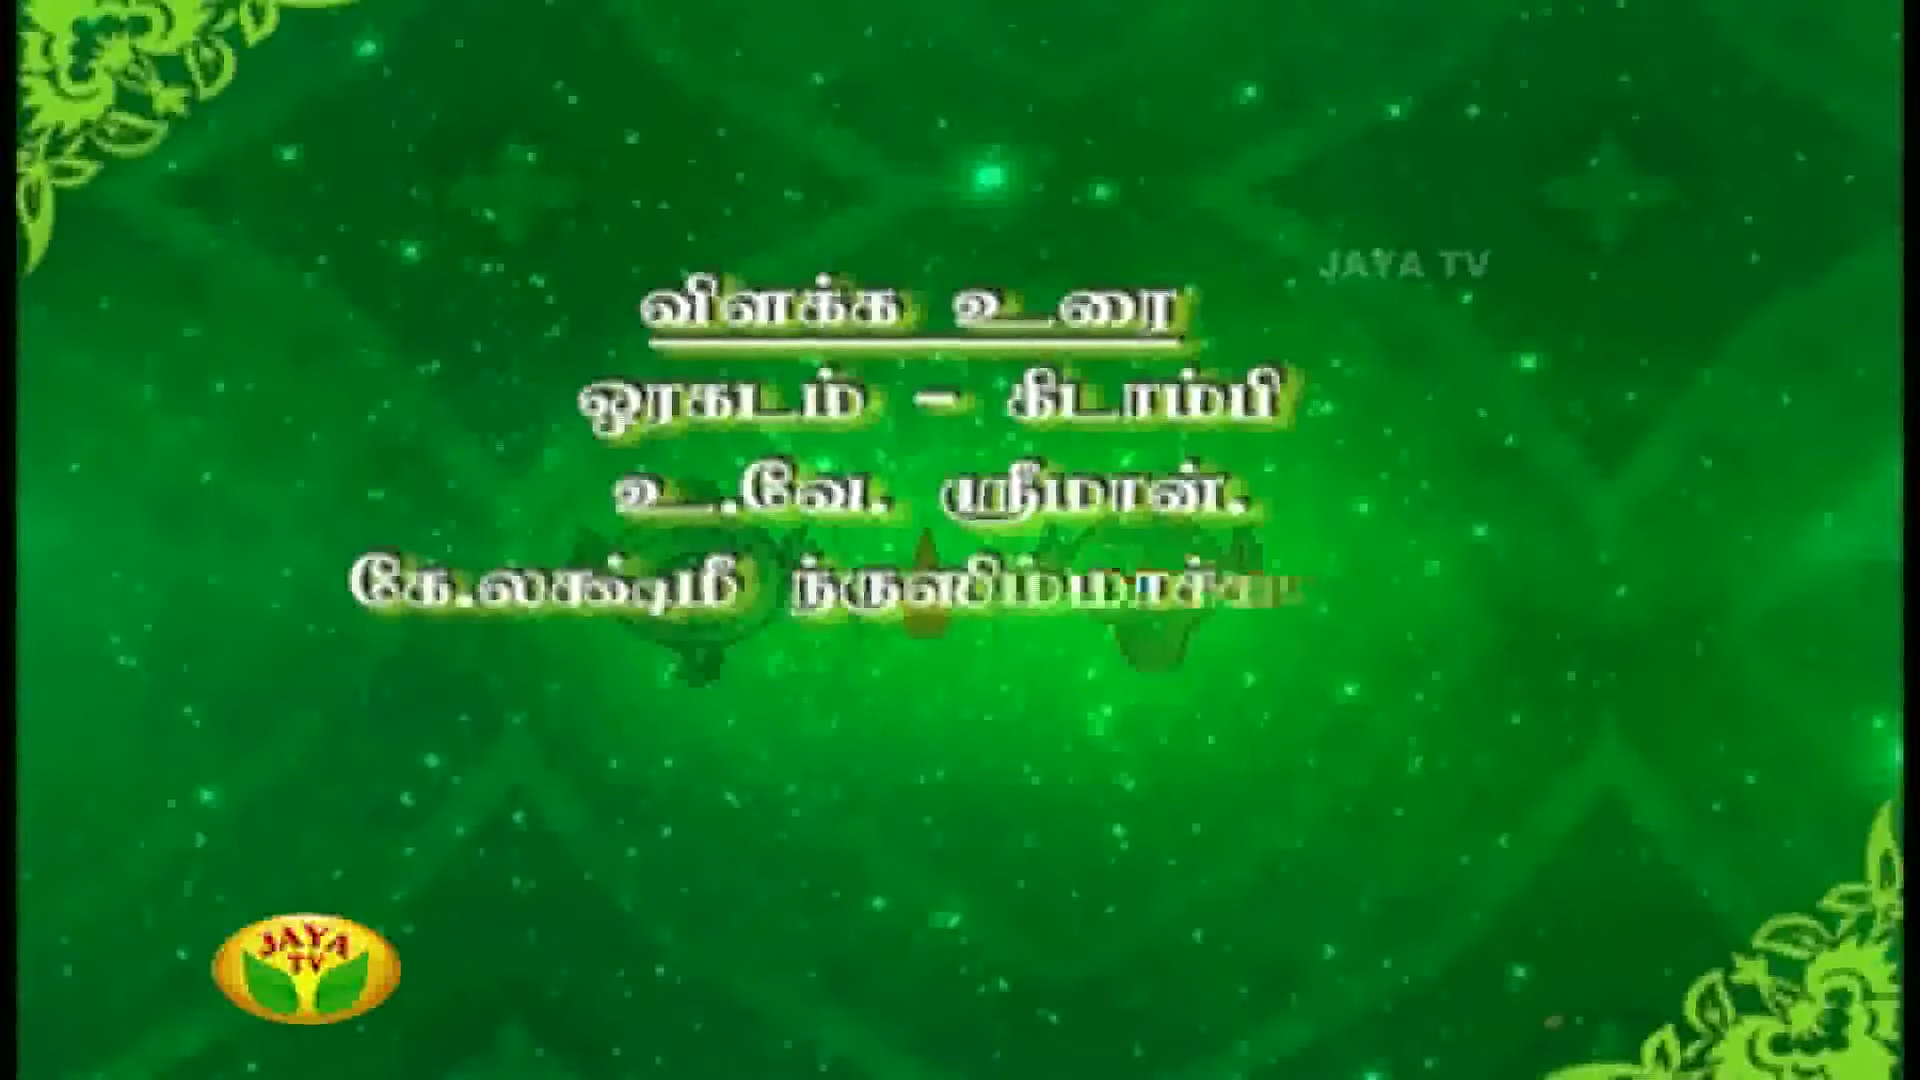 JAYA TV
விளக்க உரை
ஓரகடம் - கிடாம்பி
உ.வே. ஸ்ரீமான்.
கே.லக்ஷ்மீ
JAYA
TV